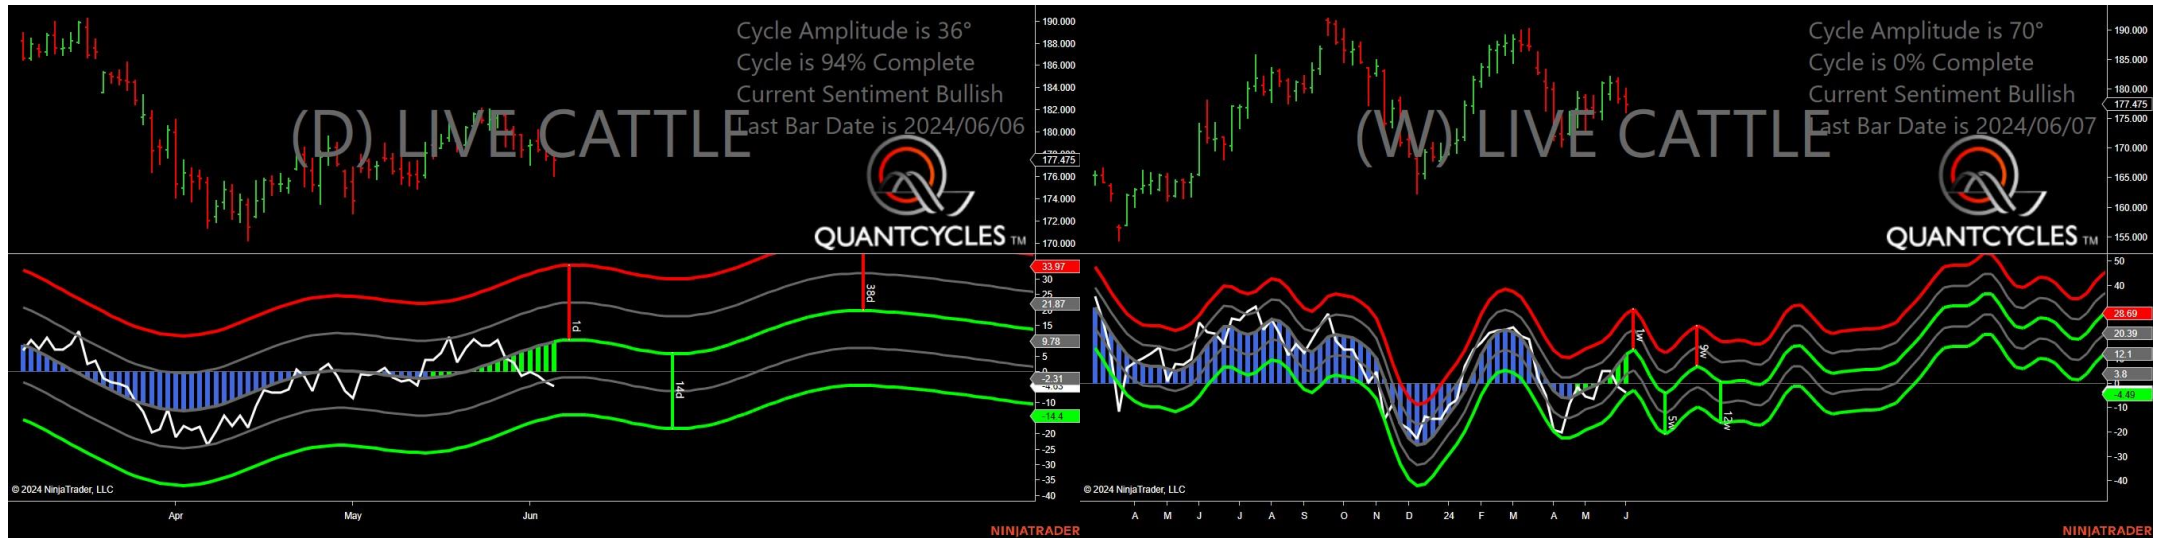 Cycle Amplitude is 36°
Cycle is 94% Complete
Current Sentiment Bullish
Last Bar Date is 2024/06/06
(D) LIVE CATTLE
QUANTCYCLES TM
190.000
188.000
186.000
184.000
182.000
180.000
177.475
176.000
174.000
172.000
170.000
33.97
30
25
21.87
20
15
9.78
5
0
-2.31
-10
-14.4
-20
-25
-30
-35
-40
1d
14d
38d
© 2024 NinjaTrader, LLC
Apr
May
Jun
NINJATRADER
Cycle Amplitude is 70°
Cycle is 0% Complete
Current Sentiment Bullish
Last Bar Date is 2024/06/07
(W) LIVE CATTLE
QUANTCYCLES TM
190.000
185.000
180.000
177.475
175.000
170.000
165.000
160.000
155.000
50
40
28.69
20.39
12.1
3.8
0
-4.49
-10
-20
-30
-40
1w
5w
9w
12w
© 2024 NinjaTrader, LLC
A M J J A S O N D 24 F M A M J
NINJATRADER